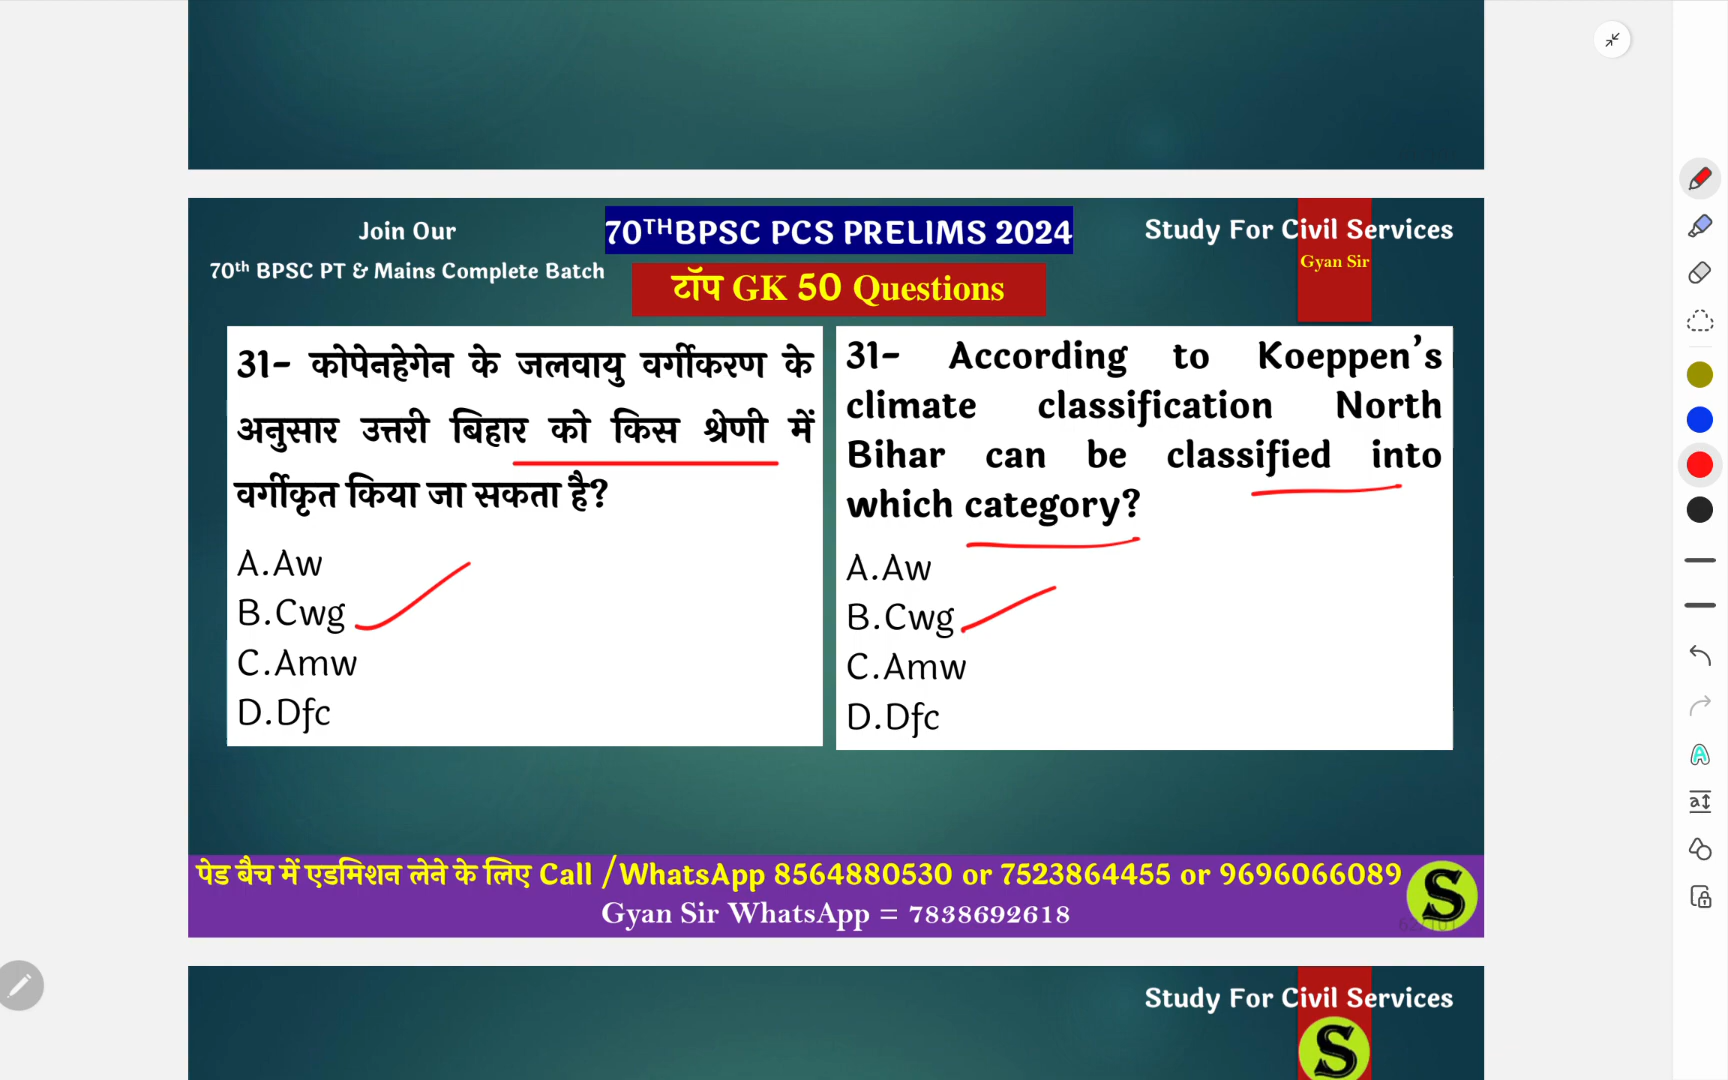 Join Our
70th BPSC PT & Mains Complete Batch
70THBPSC PCS PRELIMS 2024
टॉप GK 50 Questions
Study For Civil Services
Gyan Sir
31- कोपेनहेगेन के जलवायु वर्गीकरण के
अनुसार उत्तरी बिहार को किस श्रेणी में
वर्गीकृत किया जा सकता है?
A.Aw
B.Cwg
C.Amw
D.Dfc
31- According to Koeppen's
climate classification North
Bihar can be classified into
which category?
A.Aw
B.Cwg
C.Amw
D.Dfc
पेड बैच में एडमिशन लेने के लिए Call /WhatsApp 8564880530 or 7523864455 or 9696066089
Gyan Sir WhatsApp = 7838692618
S
Study For Civil Services
S